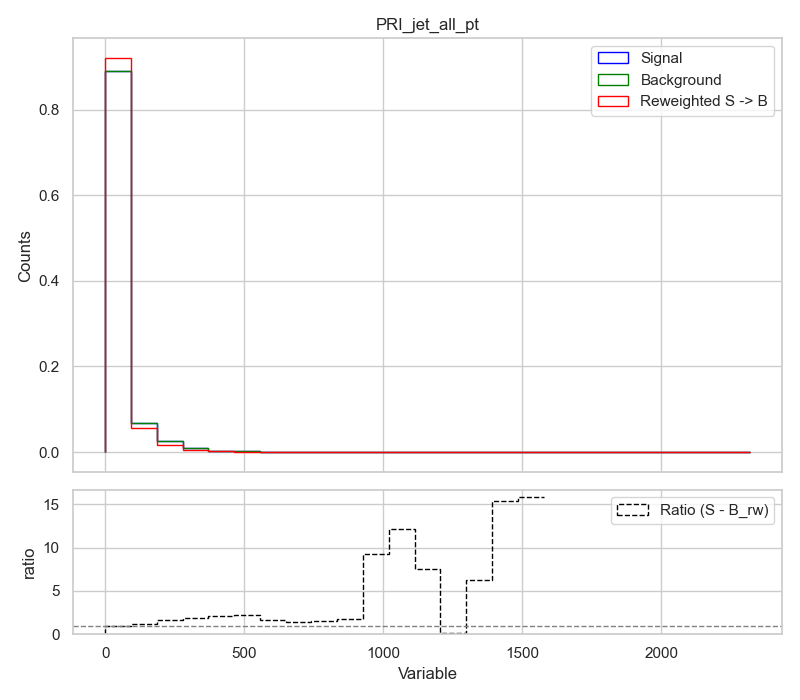 PRI_jet_all_pt
Signal
Background
Reweighted S -> B
Counts
0.8
0.6
0.4
0.2
0.0
Ratio (S - B_rw)
ratio
15
10
5
0
0
500
1000
1500
2000
Variable